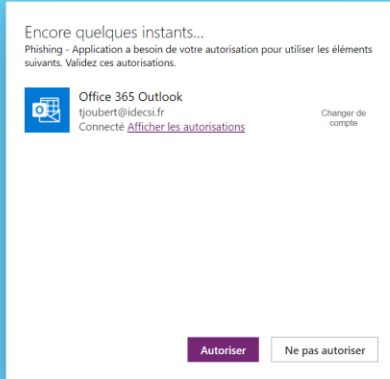 Encore quelques instants...
Phishing - Application a besoin de votre autorisation pour utiliser les éléments
suivants. Validez ces autorisations.
Office 365 Outlook
tjoubert@idecsi.fr
Connecté Afficher les autorisations
Changer de
compte
Autoriser
Ne pas autoriser